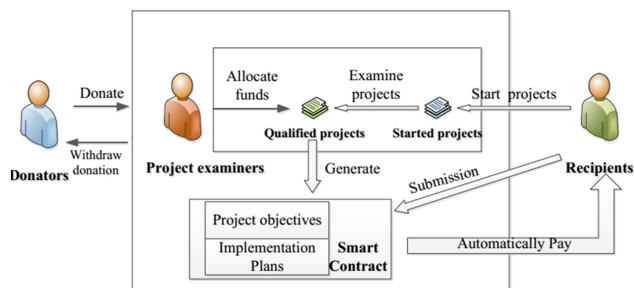 Donate
Withdraw
donation
Donators
Project examiners
Allocate
funds
Examine
projects
Start projects
Qualified projects
Started projects
Recipients
Generate
Submission
Project objectives
Implementation
Plans
Smart
Contract
Automatically Pay